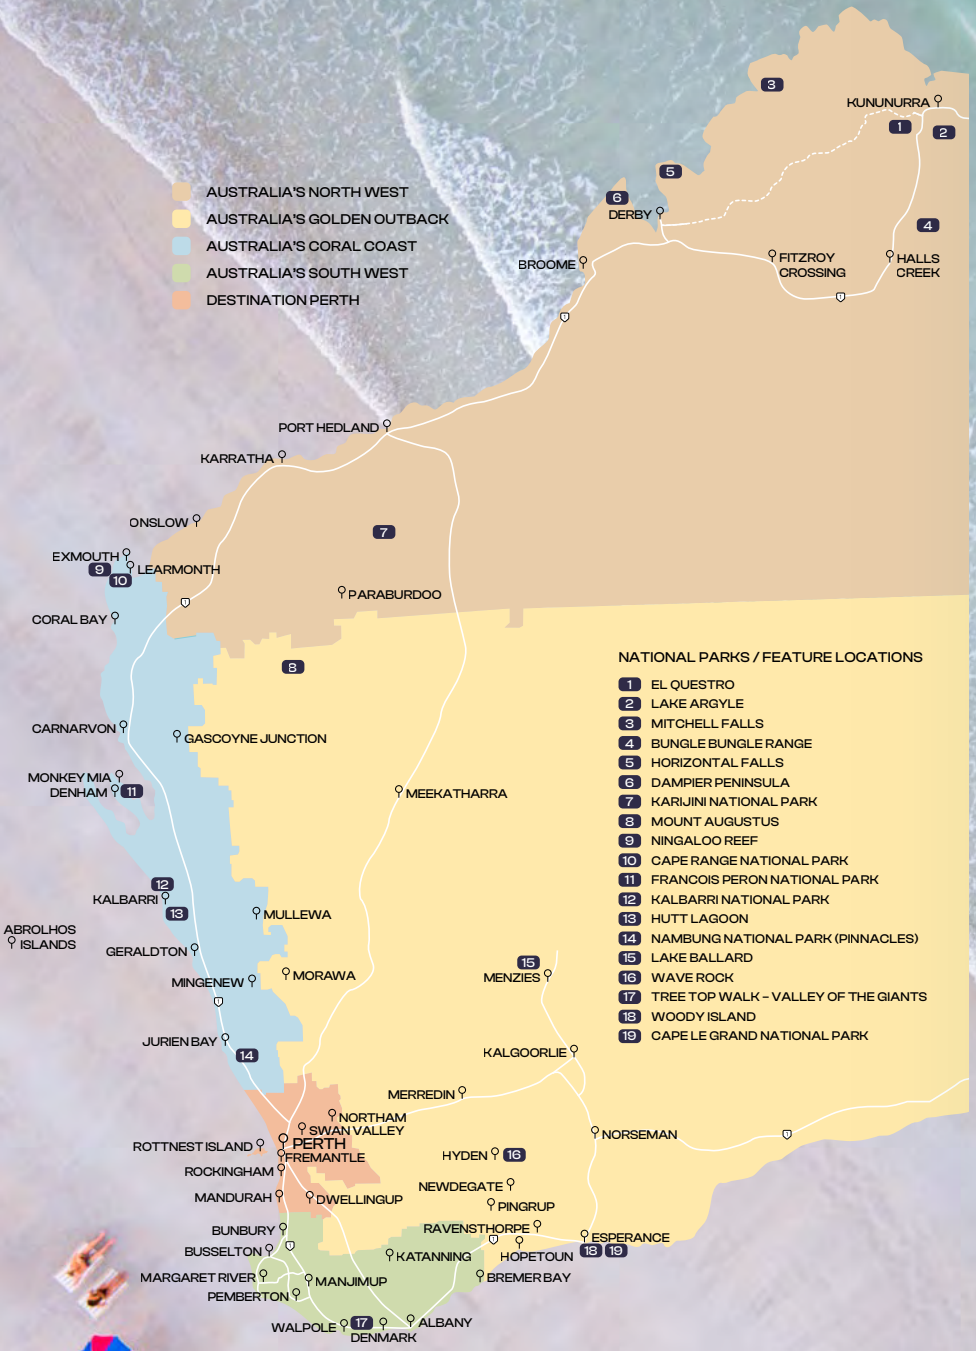 3
KUNUNURRA
1
2
5
AUSTRALIA'S NORTH WEST
6
AUSTRALIA'S GOLDEN OUTBACK
DERBY
4
AUSTRALIA'S CORAL COAST
BROOME
FITZROY
CROSSING
HALLS
CREEK
AUSTRALIA'S SOUTH WEST
DESTINATION PERTH
1
1
PORT HEDLAND
KARRATHA
ONSLOW
7
EXMOUTH
9
LEARMONTH
10
PARABURDOO
1
CORAL BAY
8
NATIONAL PARKS / FEATURE LOCATIONS
1 EL QUESTRO
2 LAKE ARGYLE
3 MITCHELL FALLS
4 BUNGLE BUNGLE RANGE
5 HORIZONTAL FALLS
6 DAMPIER PENINSULA
7 KARIJINI NATIONAL PARK
8 MOUNT AUGUSTUS
9 NINGALOO REEF
10 CAPE RANGE NATIONAL PARK
11 FRANCOIS PERON NATIONAL PARK
12 KALBARRI NATIONAL PARK
13 HUTT LAGOON
14 NAMBUNG NATIONAL PARK (PINNACLES)
15 LAKE BALLARD
16 WAVE ROCK
17 TREE TOP WALK – VALLEY OF THE GIANTS
18 WOODY ISLAND
19 CAPE LE GRAND NATIONAL PARK
CARNARVON
GASCOYNE JUNCTION
MONKEY MIA
DENHAM
11
MEEKATHARRA
12
KALBARRI
13
MULLEWA
ABROLHOS
ISLANDS
GERALDTON
15
MENZIES
MORAWA
MINGENEW
1
JURIEN BAY
14
KALGOORLIE
MERREDIN
NORTHAM
SWAN VALLEY
NORSEMAN
1
ROTTNEST ISLAND
PERTH
FREMANTLE
HYDEN
16
ROCKINGHAM
NEWDEGATE
MANDURAH
DWELLINGUP
PINGRUP
BUNBURY
RAVENSTHORPE
ESPERANCE
1
1
BUSSELTON
KATANNING
HOPETOUN
18
19
MARGARET RIVER
MANJIMUP
BREMER BAY
PEMBERTON
WALPOLE
17
ALBANY
DENMARK